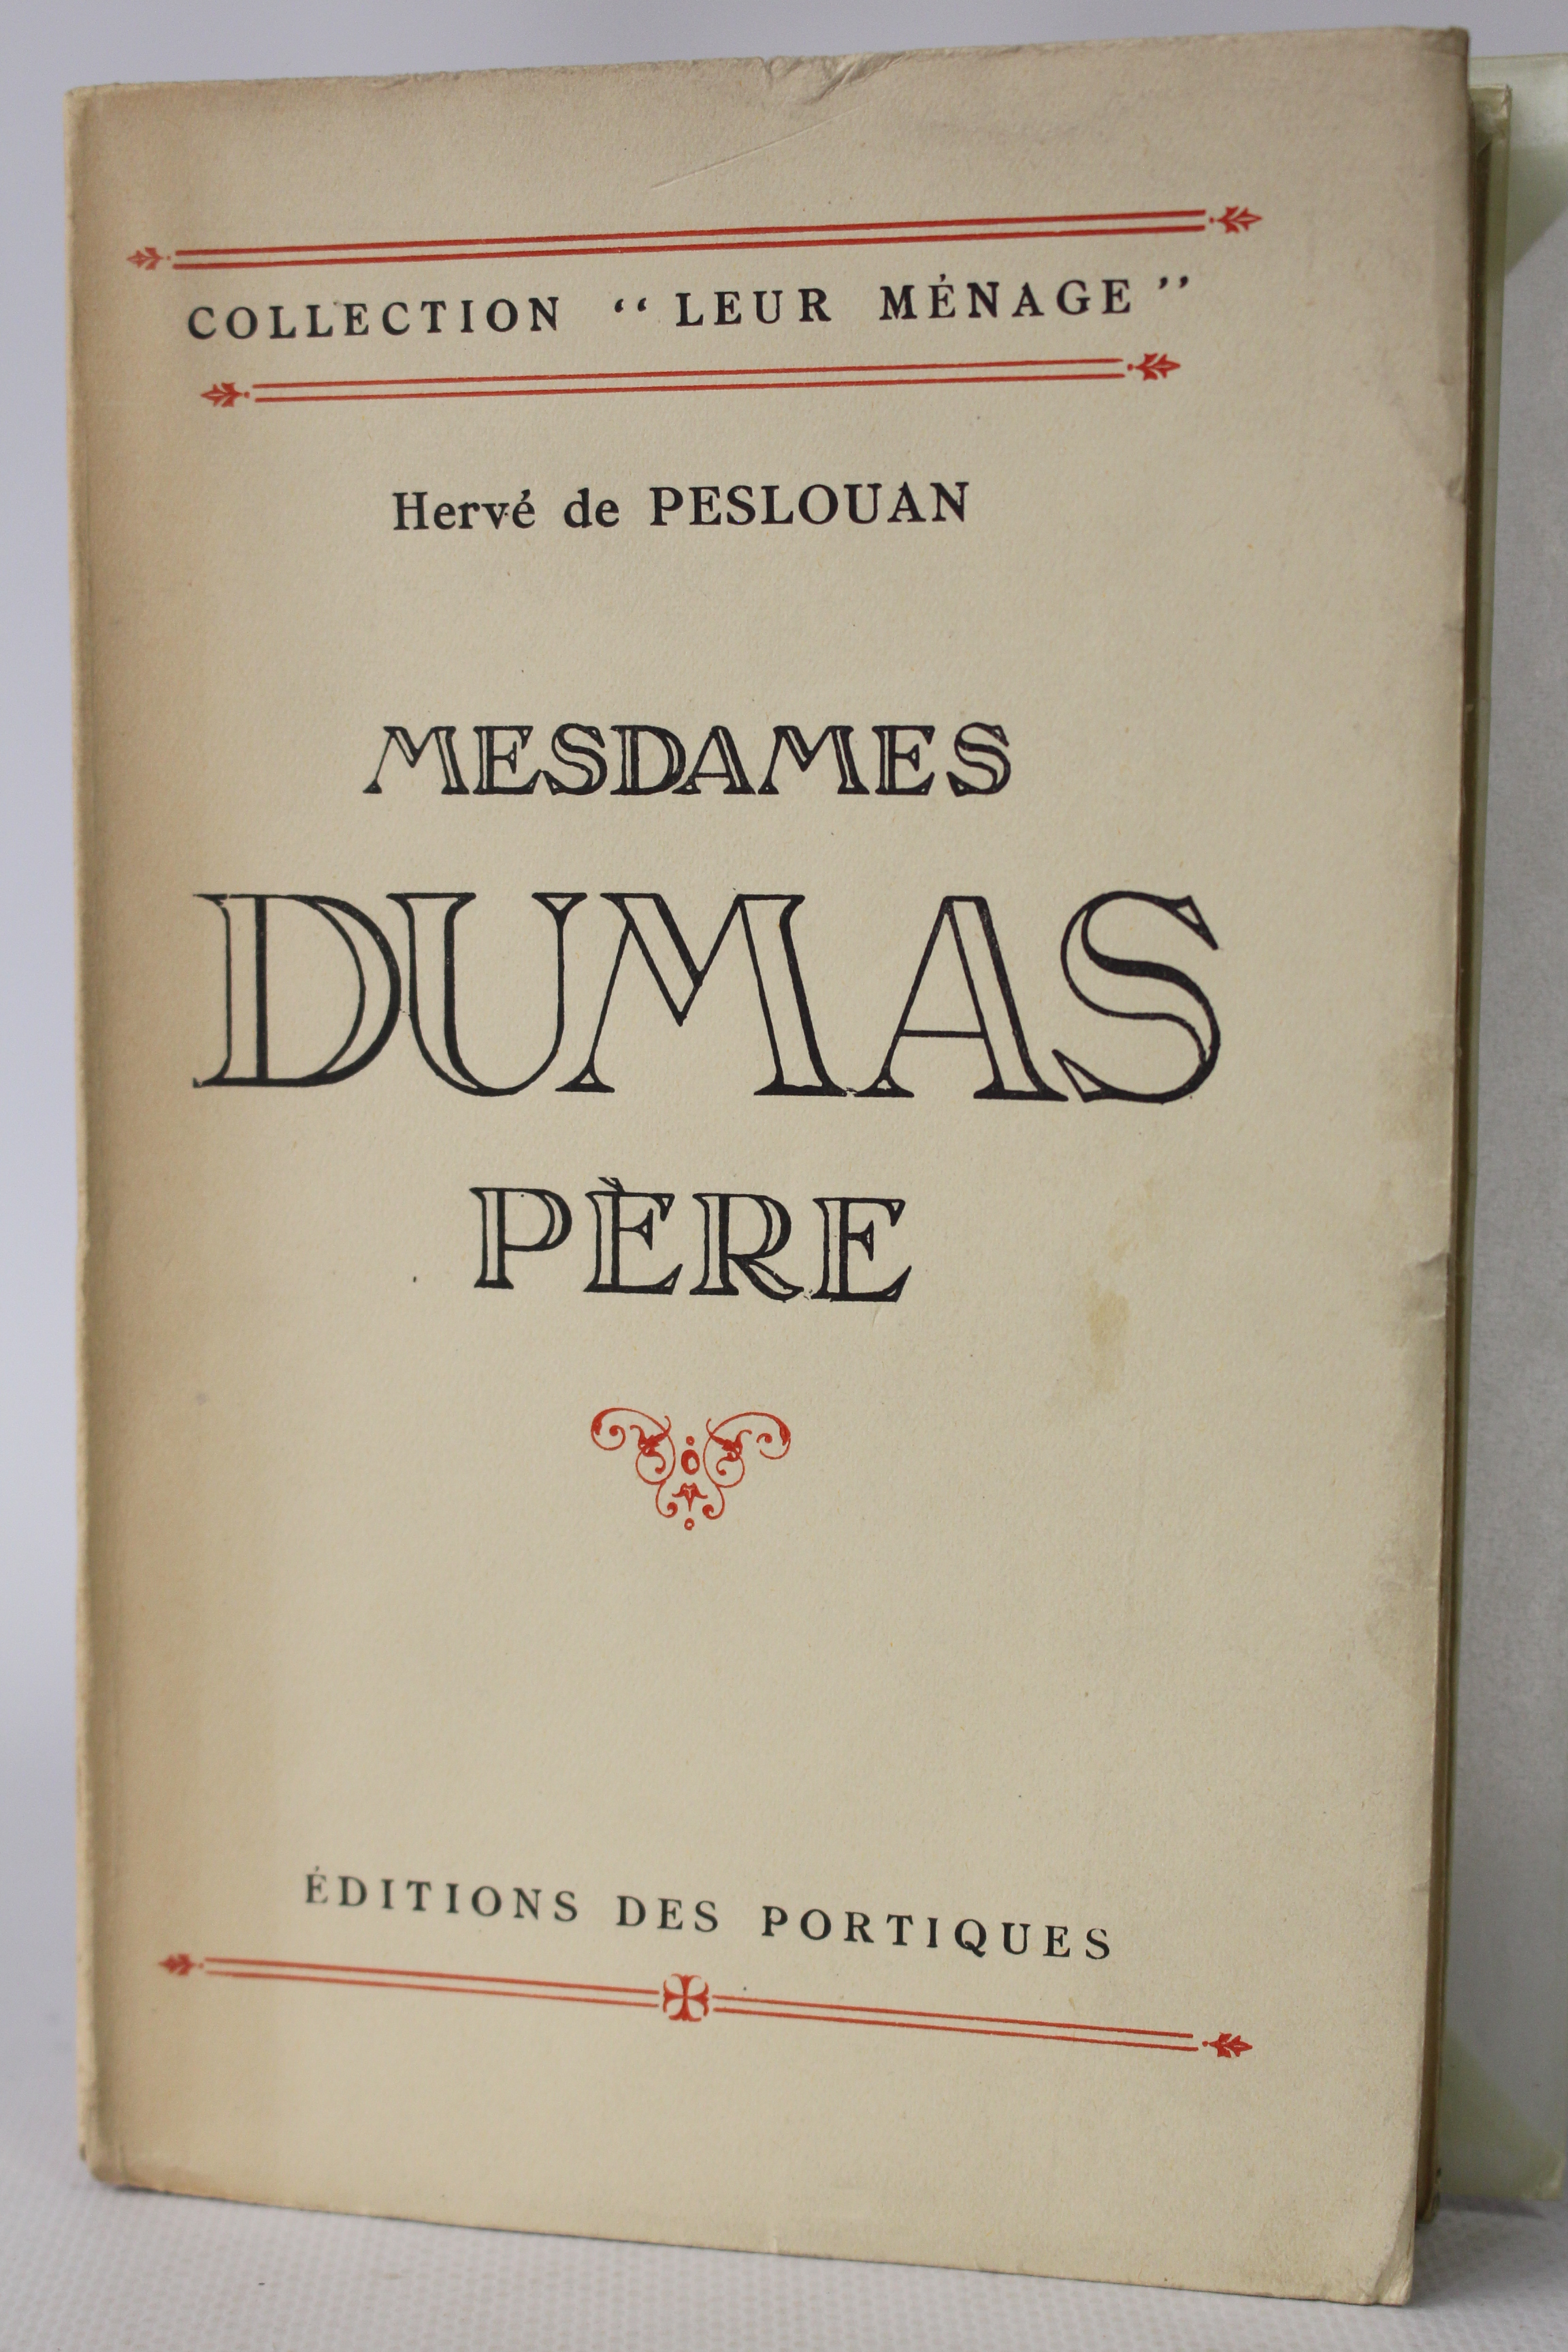 COLLECTION “ LEUR MÉNAGE ”
Hervé de PESLOUAN
MESDAMES
DUMAS
PÈRE
ÉDITIONS DES PORTIQUES